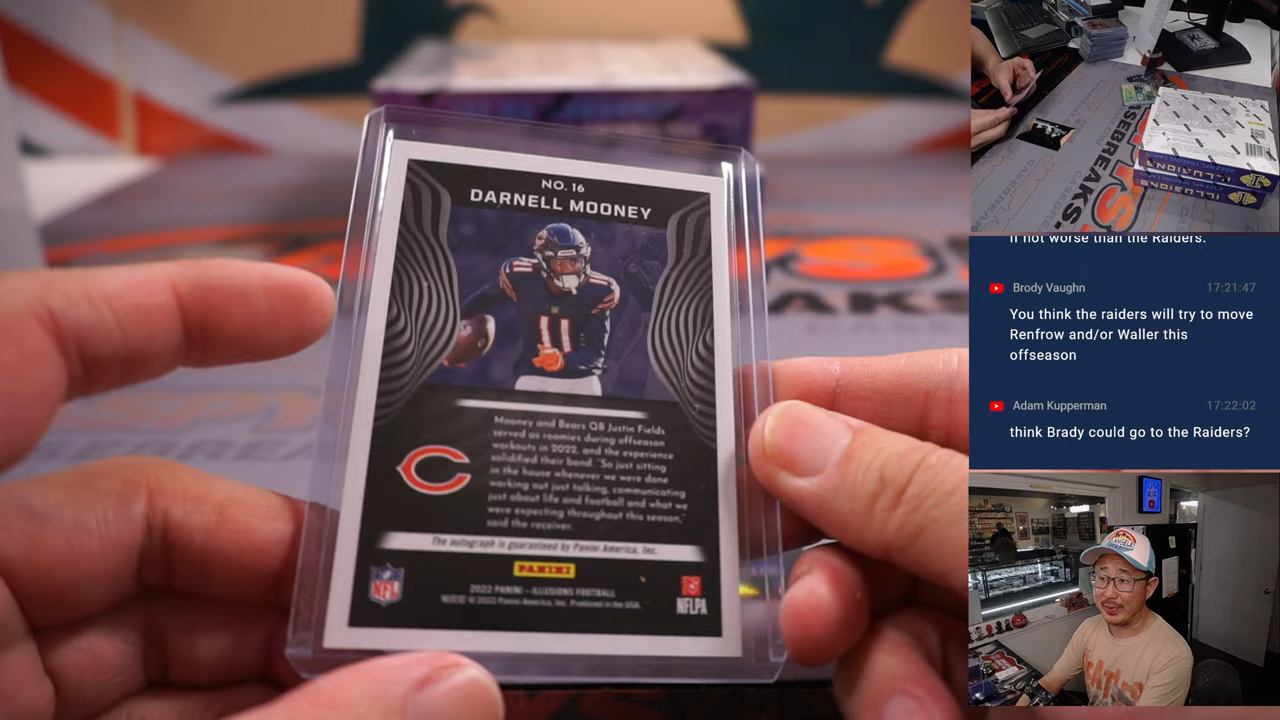 NO. 16
DARNELL MOONEY
11
11
Mooney and Bears QB Justin Fields
served as roomies during offseason
workouts in 2022, and the experience
solidified their bond. "So just sitting
in the house whenever we were done
working out just talking, communicating
just about life and football and what we
were expecting throughout this season,"
said the receiver.
The autograph is guaranteed by Panini America, Inc.
PANINI
2022 PANINI - ILLUSIONS FOOTBALL
© 2022 Panini America, Inc. Produced in the USA.
NFL
NFLPA
ILLUSIONS
ILLUSIONS
CASEBREAKS.
if not worse than the Raiders.
Brody Vaughn 17:21:47
You think the raiders will try to move
Renfrow and/or Waller this
offseason
Adam Kupperman 17:22:02
think Brady could go to the Raiders?